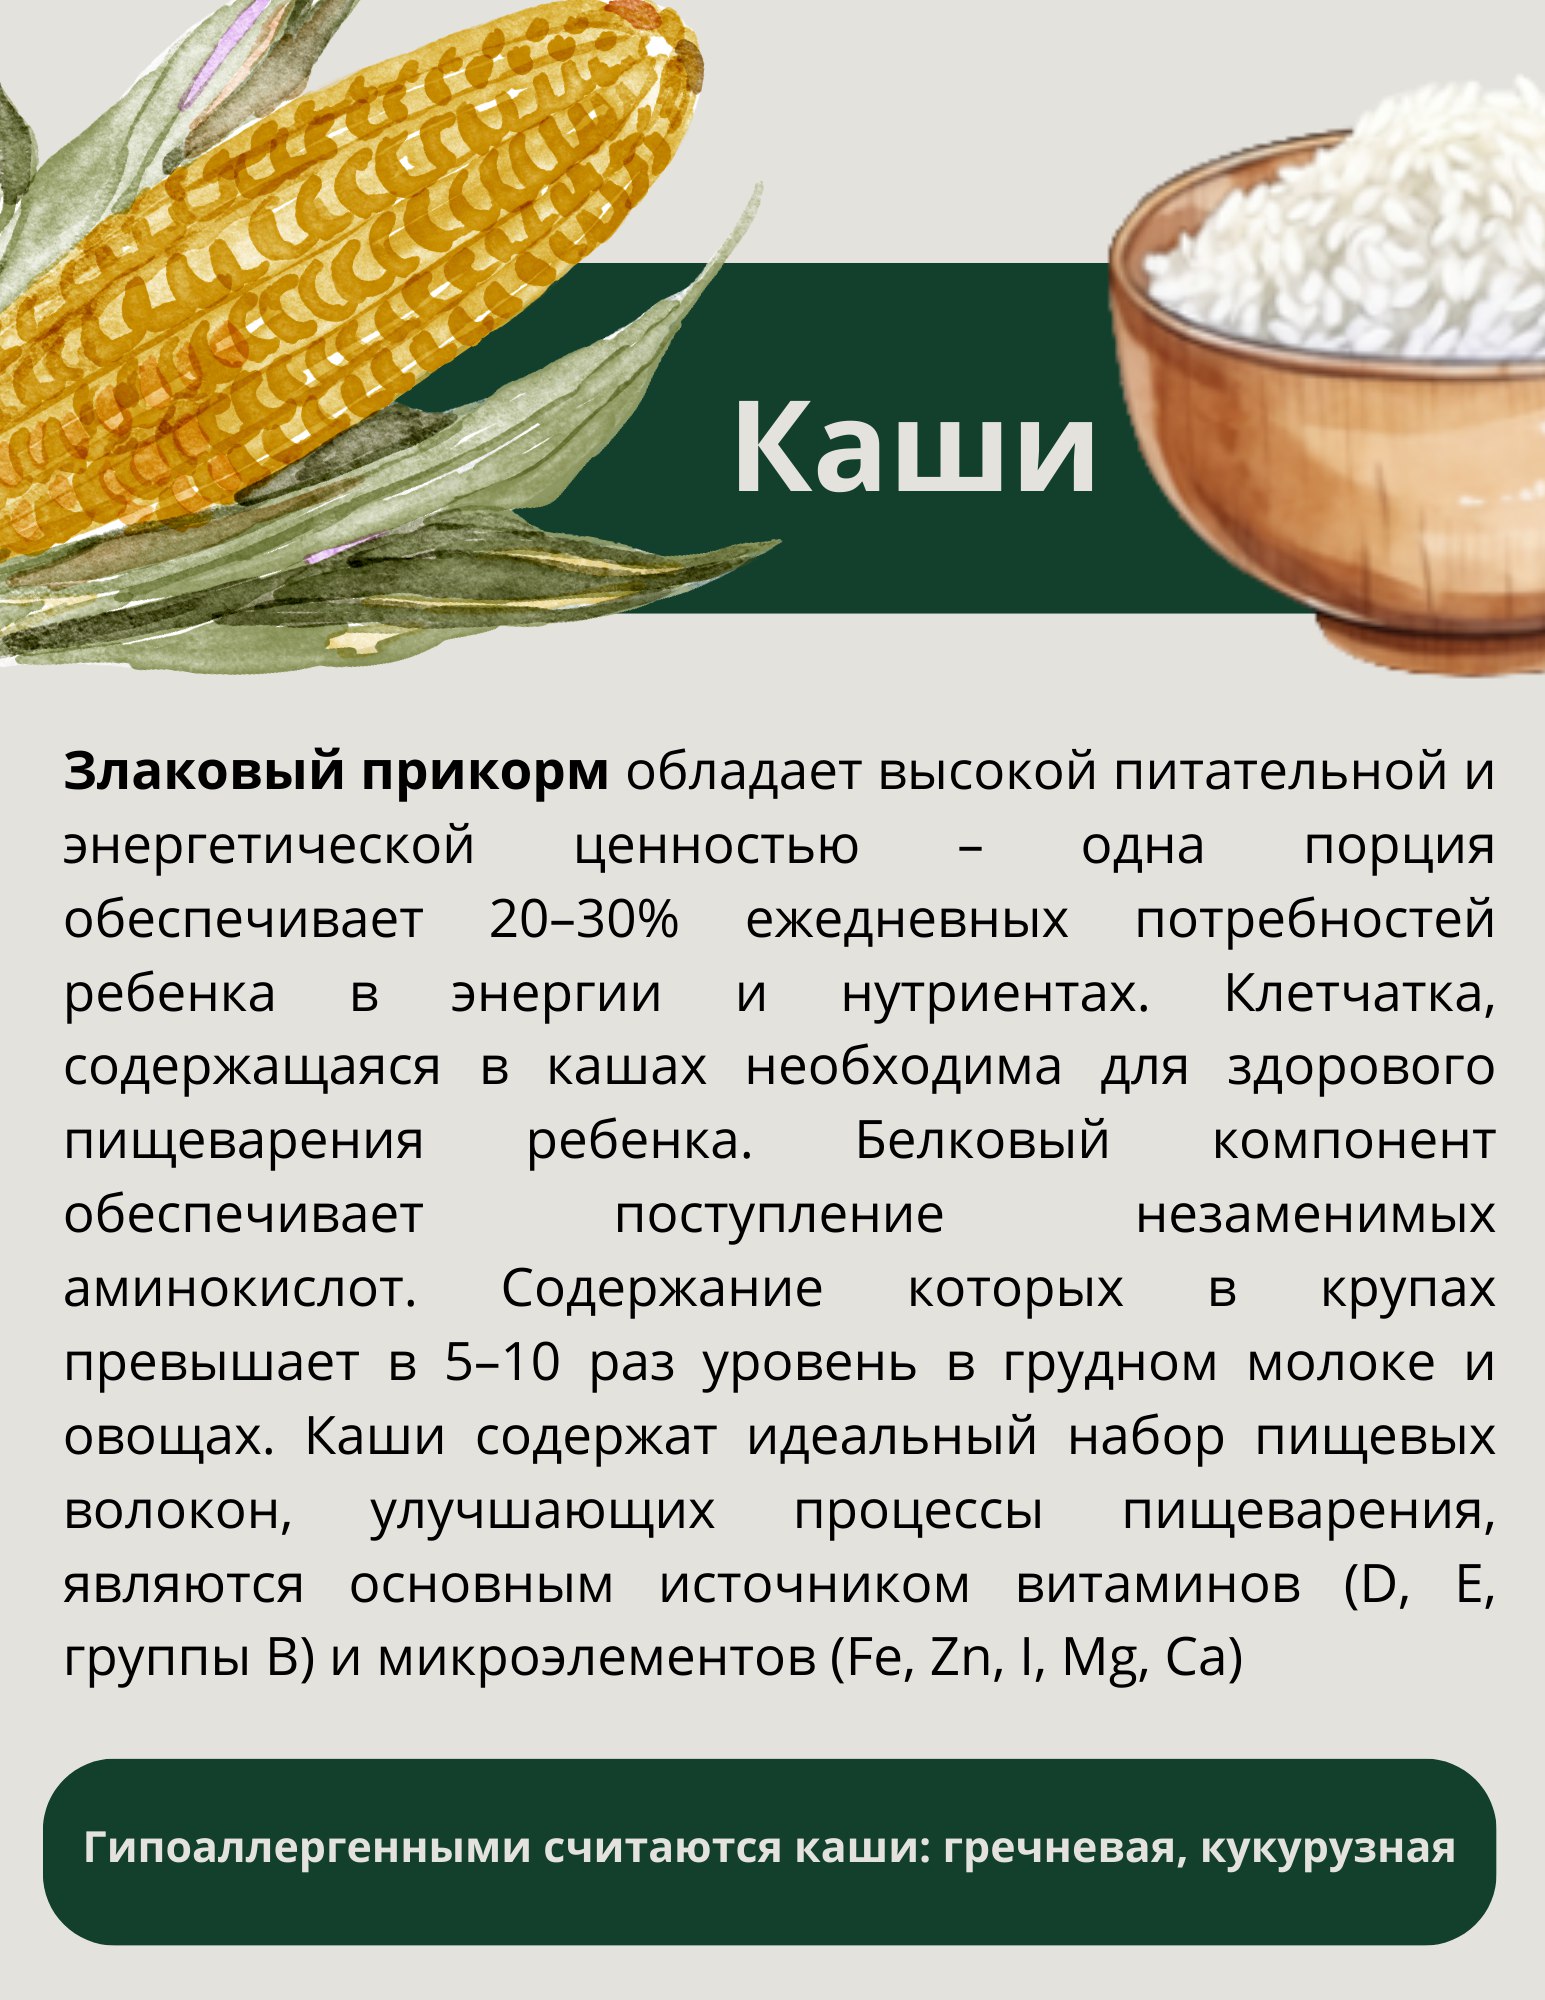 Каши
Злаковый прикорм обладает высокой питательной и
энергетической ценностью – одна порция
обеспечивает 20–30% ежедневных потребностей
ребенка в энергии и нутриентах. Клетчатка,
содержащаяся в кашах необходима для здорового
пищеварения ребенка. Белковый компонент
обеспечивает поступление незаменимых
аминокислот. Содержание которых в крупах
превышает в 5–10 раз уровень в грудном молоке и
овощах. Каши содержат идеальный набор пищевых
волокон, улучшающих процессы пищеварения,
являются основным источником витаминов (D, E,
группы B) и микроэлементов (Fe, Zn, I, Mg, Ca)
Гипоаллергенными считаются каши: гречневая, кукурузная